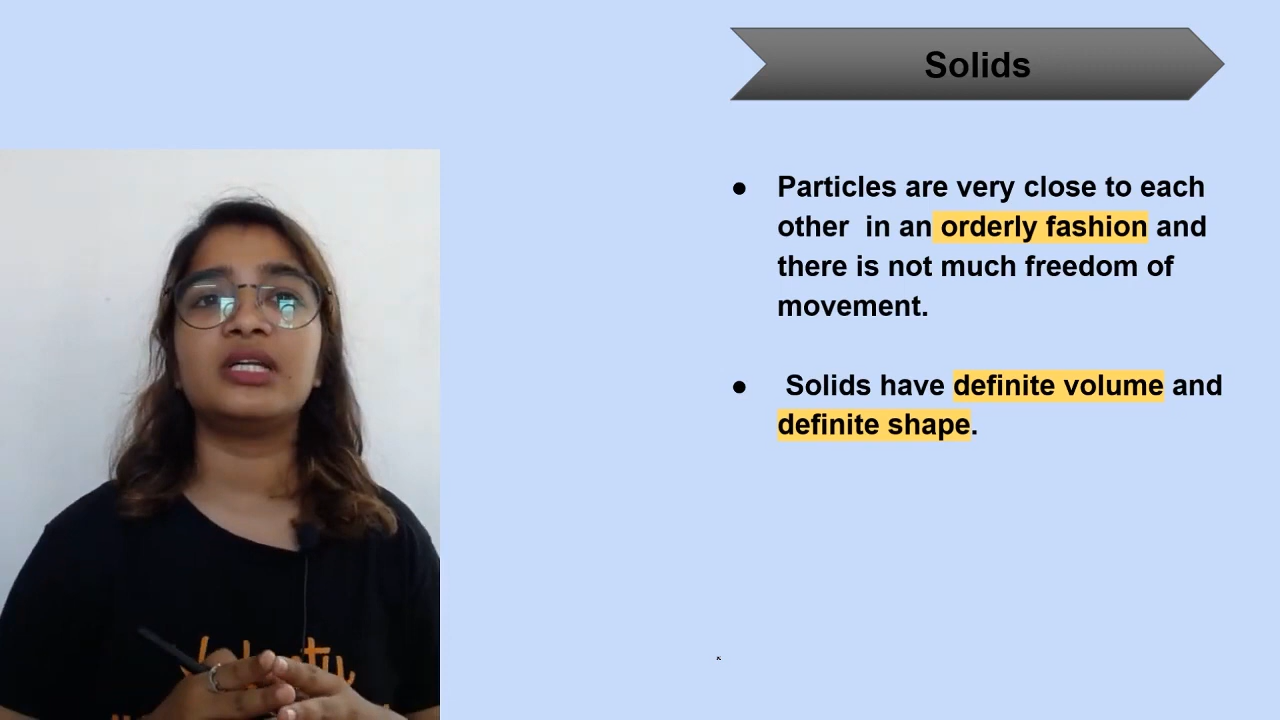 Solids
● Particles are very close to each
other in an orderly fashion and
there is not much freedom of
movement.
● Solids have definite volume and
definite shape.